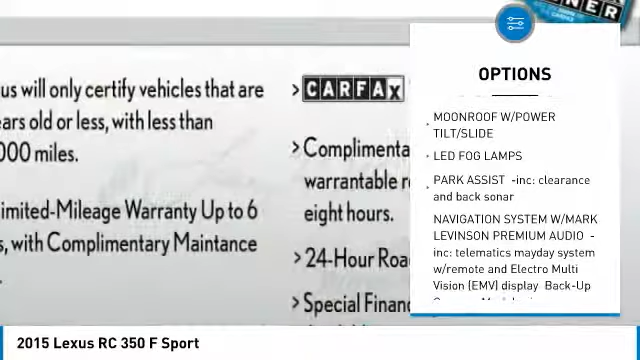 NER
us will only certify vehicles that are
ars old or less, with less than
000 miles.
imited-Mileage Warranty Up to 6
s, with Complimentary Maintance
> CARFAX
> Complimenta
warrantable r
eight hours.
> 24-Hour Roa
> Special Financ
OPTIONS
MOONROOF W/POWER
TILT/SLIDE
LED FOG LAMPS
PARK ASSIST -inc: clearance
and back sonar
NAVIGATION SYSTEM W/MARK
LEVINSON PREMIUM AUDIO -
inc: telematics mayday system
w/remote and Electro Multi
Vision (EMV) display Back-Up
2015 Lexus RC 350 F Sport